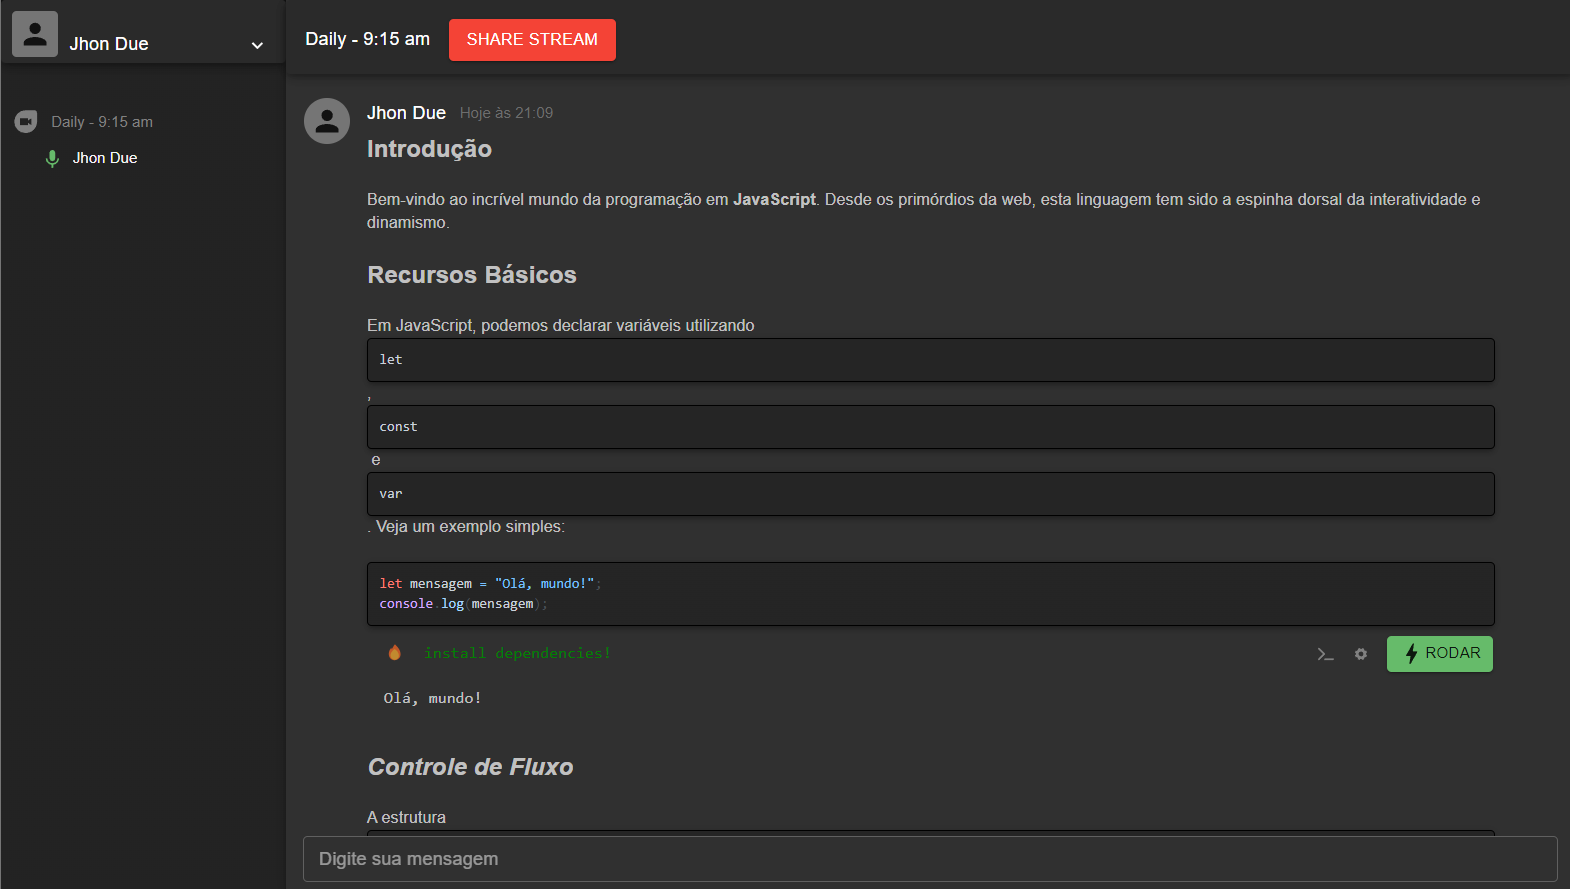 Jhon Due
Daily - 9:15 am
Jhon Due
Daily - 9:15 am
SHARE STREAM
Jhon Due Hoje às 21:09
Introdução
Bem-vindo ao incrível mundo da programação em JavaScript. Desde os primórdios da web, esta linguagem tem sido a espinha dorsal da interatividade e
dinamismo.
Recursos Básicos
Em JavaScript, podemos declarar variáveis utilizando
let
,
const
e
var
. Veja um exemplo simples:
let mensagem = "Olá, mundo!";
console.log(mensagem);
install dependencies!
RODAR
Olá, mundo!
Controle de Fluxo
A estrutura
Digite sua mensagem